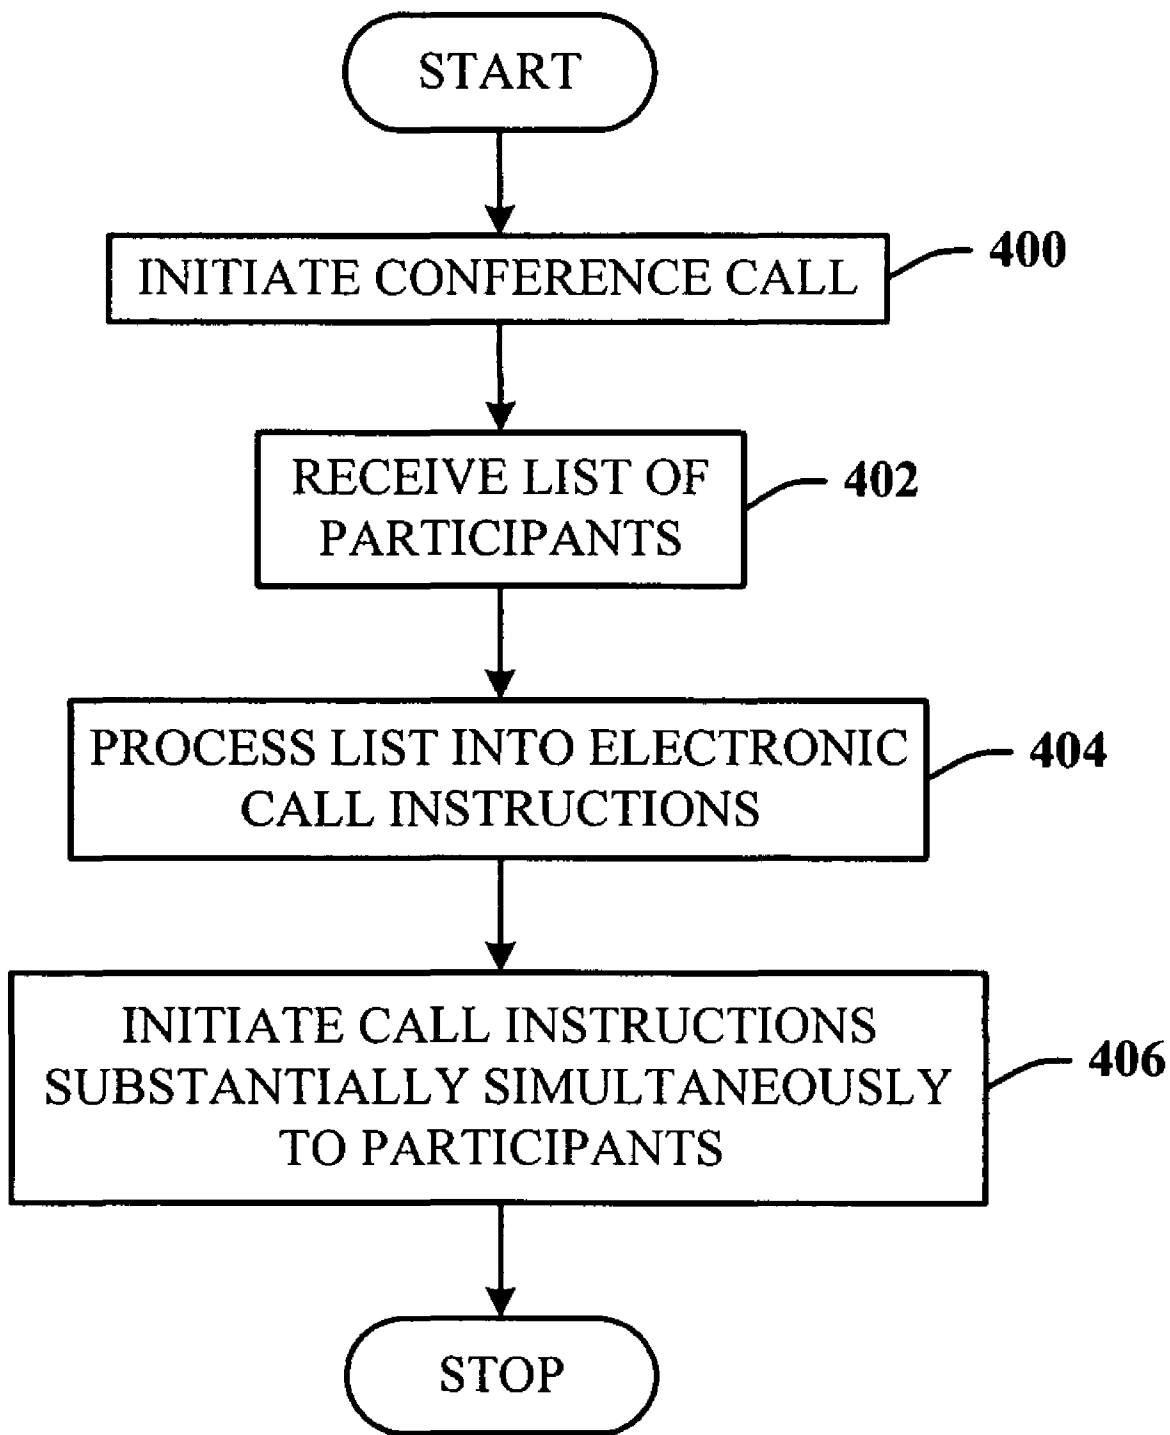 START
INITIATE CONFERENCE CALL
400
RECEIVE LIST OF
PARTICIPANTS
402
PROCESS LIST INTO ELECTRONIC
CALL INSTRUCTIONS
404
INITIATE CALL INSTRUCTIONS
SUBSTANTIALLY SIMULTANEOUSLY
TO PARTICIPANTS
406
STOP